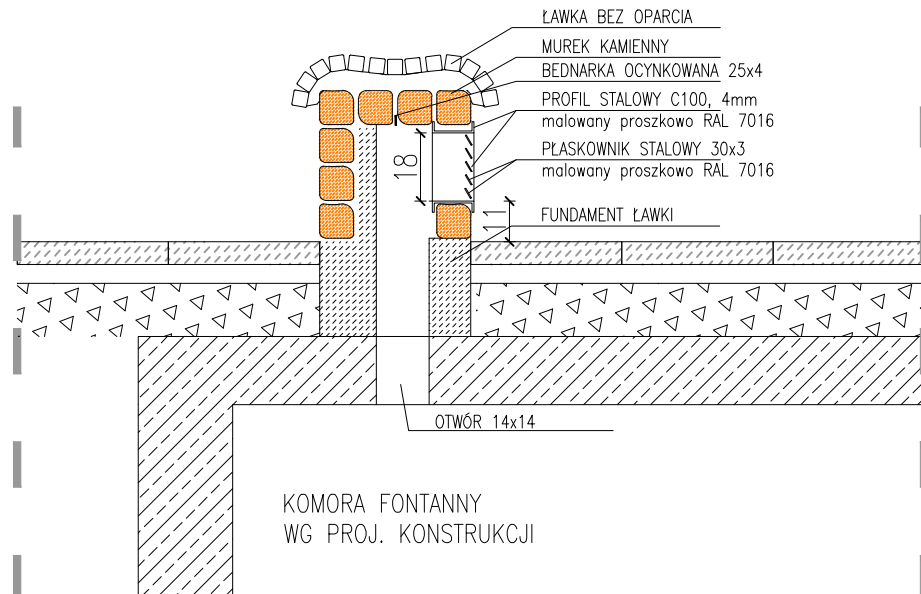 ŁAWKA BEZ OPARCIA
MUREK KAMIENNY
BEDNARKA OCYNKOWANA 25x4
PROFIL STALOWY C100, 4mm
malowany proszkowo RAL 7016
PŁASKOWNIK STALOWY 30x3
malowany proszkowo RAL 7016
18
11
FUNDAMENT ŁAWKI
OTWÓR 14x14
KOMORA FONTANNY
WG PROJ. KONSTRUKCJI